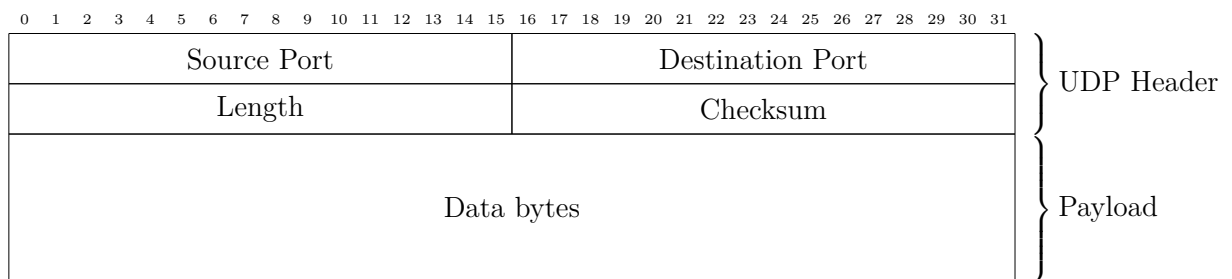 0 1 2 3 4 5 6 7 8 9 10 11 12 13 14 15 16 17 18 19 20 21 22 23 24 25 26 27 28 29 30 31
Source Port Destination Port
UDP Header
Length Checksum
Data bytes Payload